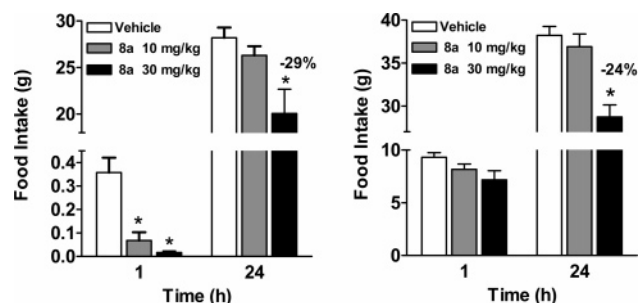 Vehicle
8a 10 mg/kg
8a 30 mg/kg
-29%
*
* *
Food Intake (g)
30
25
20
0.4
0.3
0.2
0.1
0.0
1 24
Time (h)
Vehicle
8a 10 mg/kg
8a 30 mg/kg
-24%
*
Food Intake (g)
40
35
30
10
5
0
1 24
Time (h)